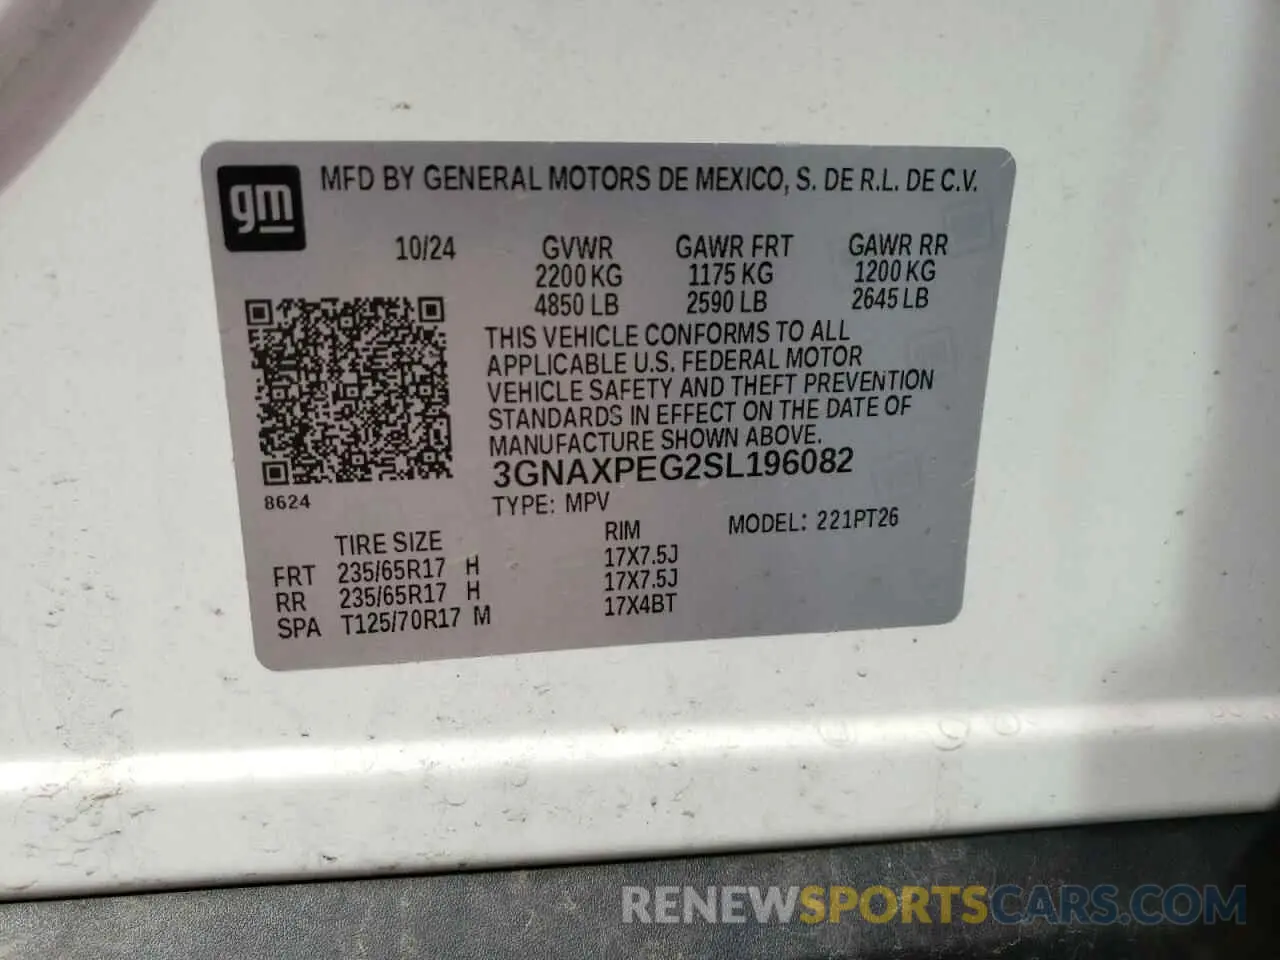 gm
MFD BY GENERAL MOTORS DE MEXICO, S. DE R.L. DE C.V.
10/24 GVWR GAWR FRT GAWR RR
2200 KG 1175 KG 1200 KG
4850 LB 2590 LB 2645 LB
THIS VEHICLE CONFORMS TO ALL
APPLICABLE U.S. FEDERAL MOTOR
VEHICLE SAFETY AND THEFT PREVENTION
STANDARDS IN EFFECT ON THE DATE OF
MANUFACTURE SHOWN ABOVE.
3GNAXPEG2SL196082
8624
TYPE: MPV
MODEL: 221PT26
TIRE SIZE RIM
FRT 235/65R17 H 17X7.5J
RR 235/65R17 H 17X7.5J
SPA T125/70R17 M 17X4BT
RENEWSPORTSCARS.COM